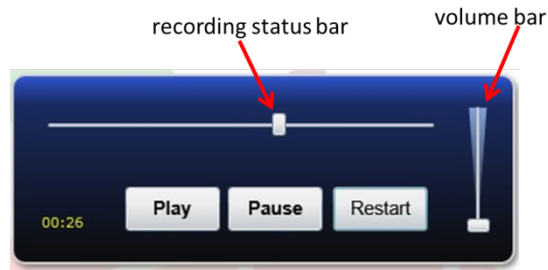 recording status bar
volume bar
00:26
Play
Pause
Restart